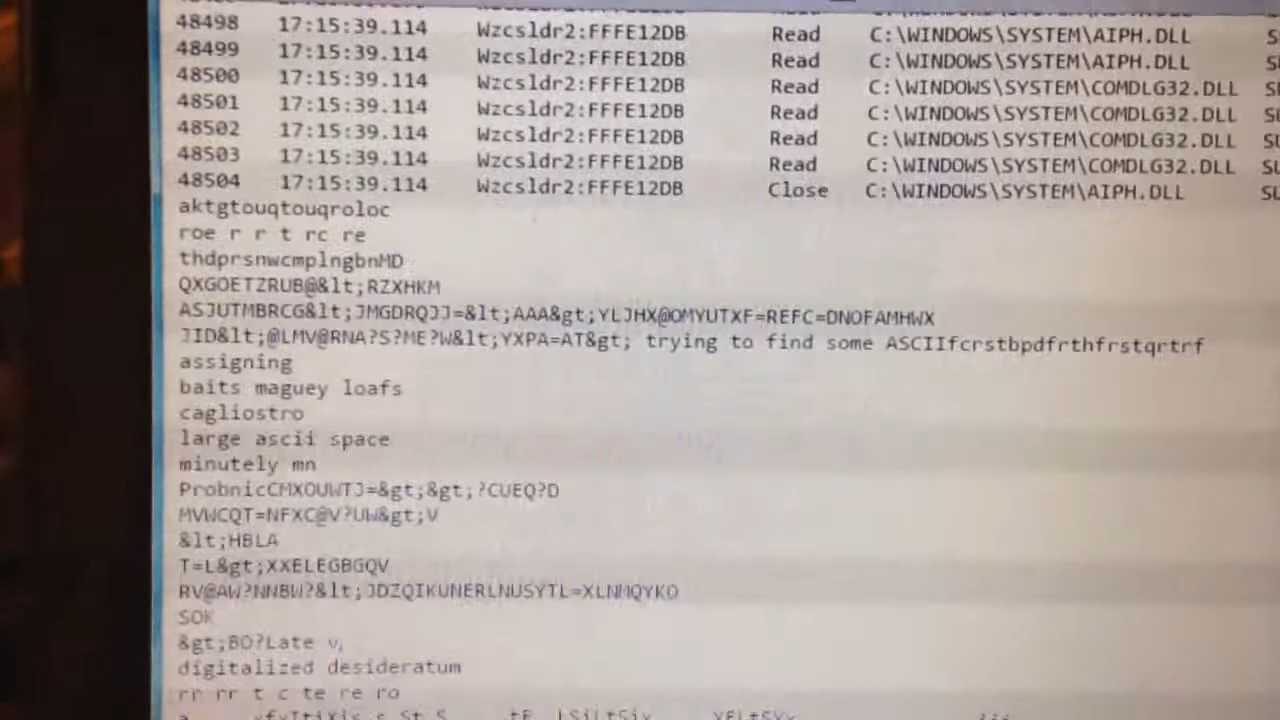 48498 17:15:39.114 Wzcsldr2:FFFE12DB Read C:\WINDOWS\SYSTEM\AIPH.DLL
48499 17:15:39.114 Wzcsldr2:FFFE12DB Read C:\WINDOWS\SYSTEM\AIPH.DLL
48500 17:15:39.114 Wzcsldr2:FFFE12DB Read C:\WINDOWS\SYSTEM\COMDLG32.DLL
48501 17:15:39.114 Wzcsldr2:FFFE12DB Read C:\WINDOWS\SYSTEM\COMDLG32.DLL
48502 17:15:39.114 Wzcsldr2:FFFE12DB Read C:\WINDOWS\SYSTEM\COMDLG32.DLL
48503 17:15:39.114 Wzcsldr2:FFFE12DB Read C:\WINDOWS\SYSTEM\COMDLG32.DLL
48504 17:15:39.114 Wzcsldr2:FFFE12DB Close C:\WINDOWS\SYSTEM\AIPH.DLL
aktgtouqtouqroloc
roe r r t rc re
thdprsnwcmplngbnMD
QXGOETZRUB@&lt;RZXHKM
ASJUTMBRCG&lt;JMGDRQJJ=&lt;AAA&gt;YLJHX@OMYUTXF=REFC=DNOFAMHWX
JID&lt;@LMV@RNA?S?ME?W&lt;YXPA=AT&gt; trying to find some ASCIIfcrstbpdfrthfrstqrtrf
assigning
baits maguey loafs
cagliostro
large ascii space
minutely mn
ProbnicCMXOUWTJ=&gt;&gt;?CUEQ?D
MVWCQT=NFXC@V?UW&gt;V
&lt;HBLA
T=L&gt;XXELEGBGQV
RV@AW?NNBW?&lt;JDZQIKUNERLNUSYTL=XLNMQYKO
SOK
&gt;BO?Late v,
digitalized desideratum
rr rr t c te re ro